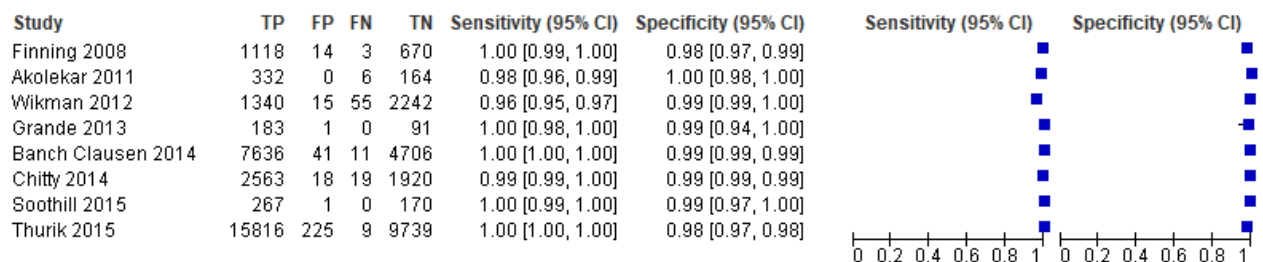 Study TP FP FN TN Sensitivity (95% CI) Specificity (95% CI) Sensitivity (95% CI) Specificity (95% CI)
Finning 2008 1118 14 3 670 1.00 [0.99, 1.00] 0.98 [0.97, 0.99]
Akolekar 2011 332 0 6 164 0.98 [0.96, 0.99] 1.00 [0.98, 1.00]
Wikman 2012 1340 15 55 2242 0.96 [0.95, 0.97] 0.99 [0.99, 1.00]
Grande 2013 183 1 0 91 1.00 [0.98, 1.00] 0.99 [0.94, 1.00]
Banch Clausen 2014 7636 41 11 4706 1.00 [1.00, 1.00] 0.99 [0.99, 0.99]
Chitty 2014 2563 18 19 1920 0.99 [0.99, 1.00] 0.99 [0.99, 0.99]
Soothill 2015 267 1 0 170 1.00 [0.99, 1.00] 0.99 [0.97, 1.00]
Thurik 2015 15816 225 9 9739 1.00 [1.00, 1.00] 0.98 [0.97, 0.98]
0 0.2 0.4 0.6 0.8 1 0 0.2 0.4 0.6 0.8 1